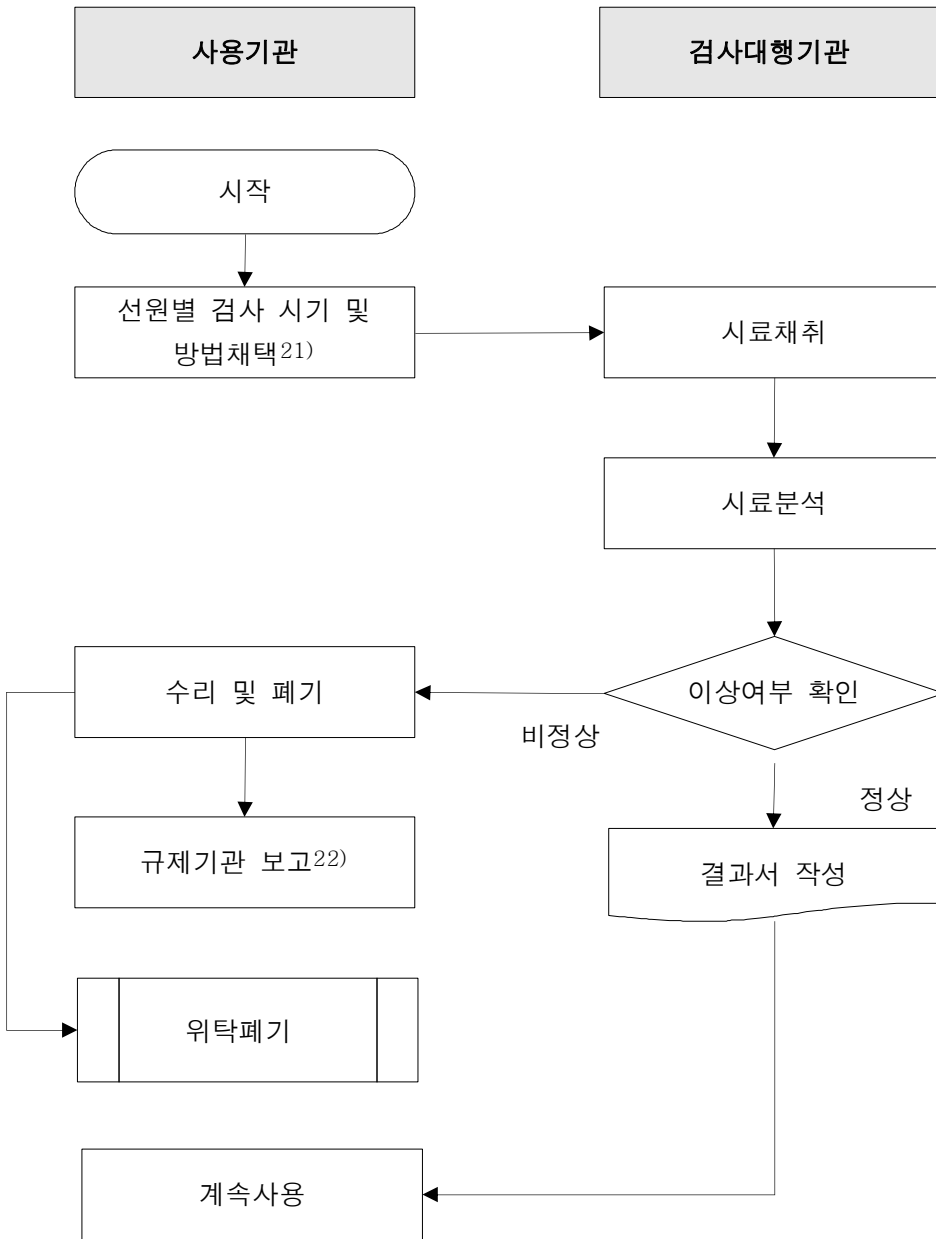 사용기관
검사대행기관
시작
선원별 검사 시기 및
방법채택21)
시료채취
시료분석
수리 및 폐기
이상여부 확인
비정상
정상
규제기관 보고22)
결과서 작성
위탁폐기
계속사용